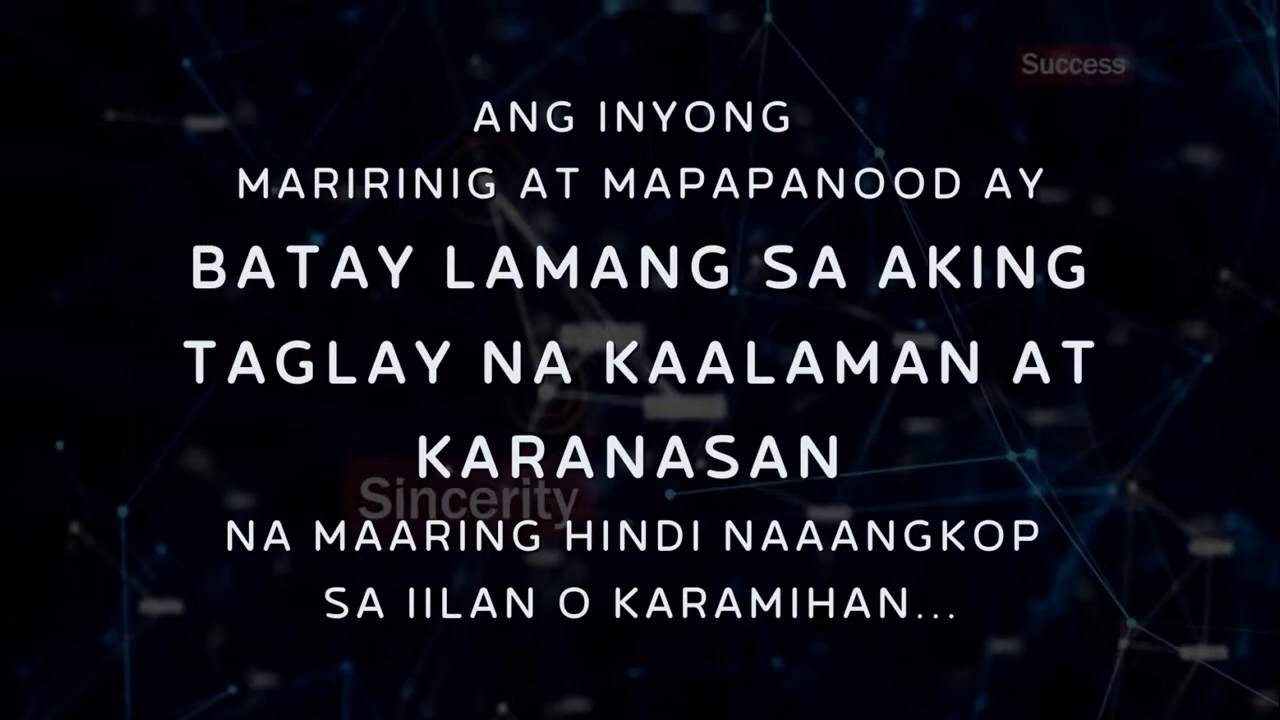 Success
ANG INYONG
MARIRINIG AT MAPAPANOOD AY
BATAY LAMANG SA AKING
TAGLAY NA KAALAMAN AT
KARANASAN
Sincerity
NA MAARING HINDI NAAANGKOP
SA IILAN O KARAMIHAN...